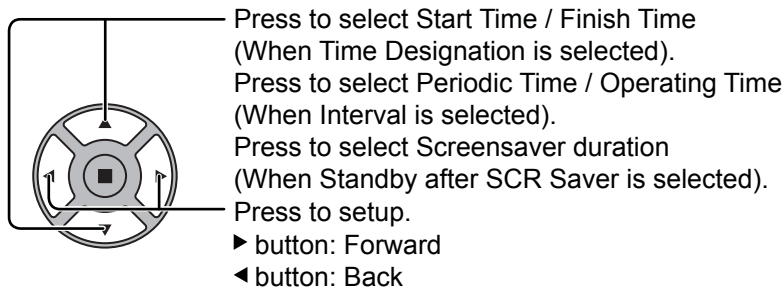 Press to select Start Time / Finish Time
(When Time Designation is selected).
Press to select Periodic Time / Operating Time
(When Interval is selected).
Press to select Screensaver duration
(When Standby after SCR Saver is selected).
Press to setup.
▶ button: Forward
◀ button: Back